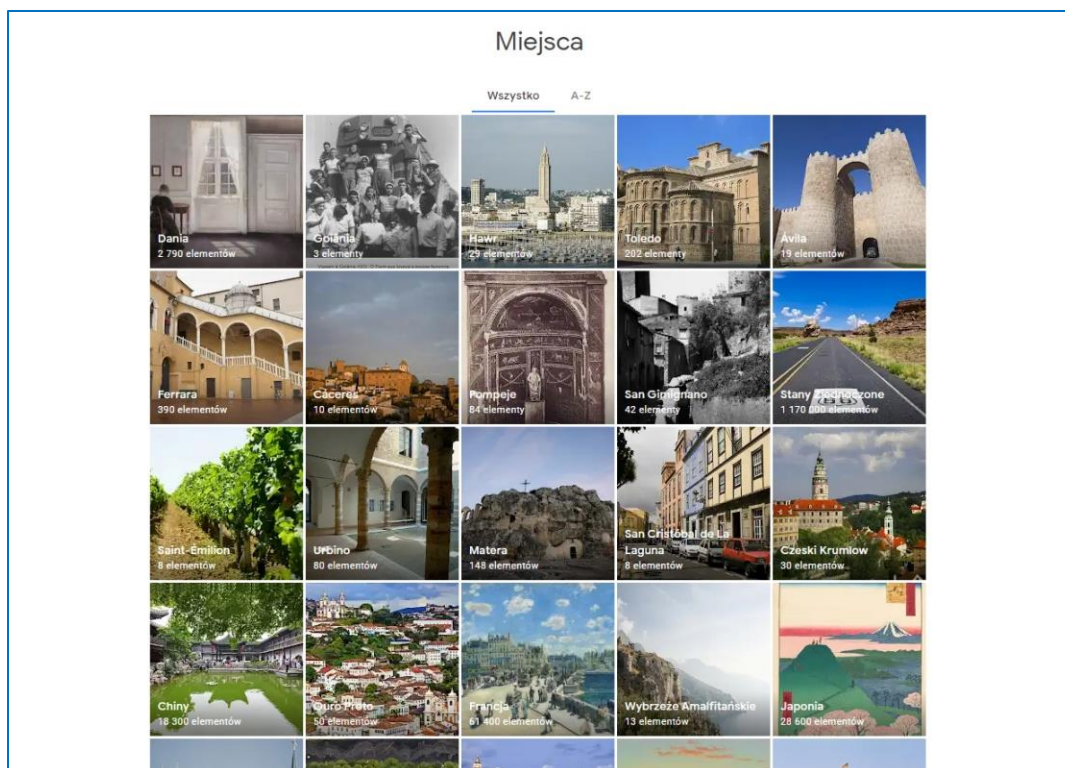 Miejsca
Wszystko
A-Z
Dania
2 790 elementów
Goiânia
3 elementy
Hawr
29 elementów
Toledo
202 elementy
Ávila
19 elementów
Ferrara
390 elementów
Cáceres
10 elementów
Pompeje
84 elementy
San Gimignano
42 elementy
Stany Zjednoczone
1 170 000 elementów
Saint-Émilion
8 elementów
Urbino
80 elementów
Matera
148 elementów
San Cristóbal de La
Laguna
8 elementów
Czeski Krumlow
30 elementów
Chiny
18 300 elementów
Ouro Preto
50 elementów
Francja
61 400 elementów
Wybrzeże Amalfitańskie
13 elementów
Japonia
28 600 elementów